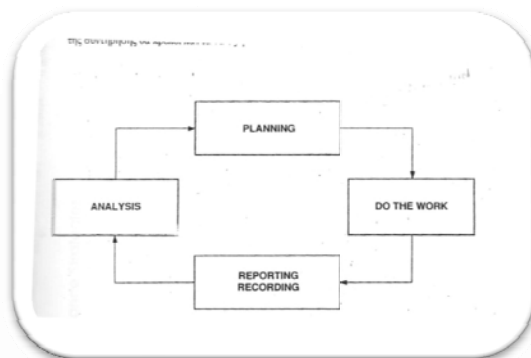 PLANNING
ANALYSIS
DO THE WORK
REPORTING
RECORDING